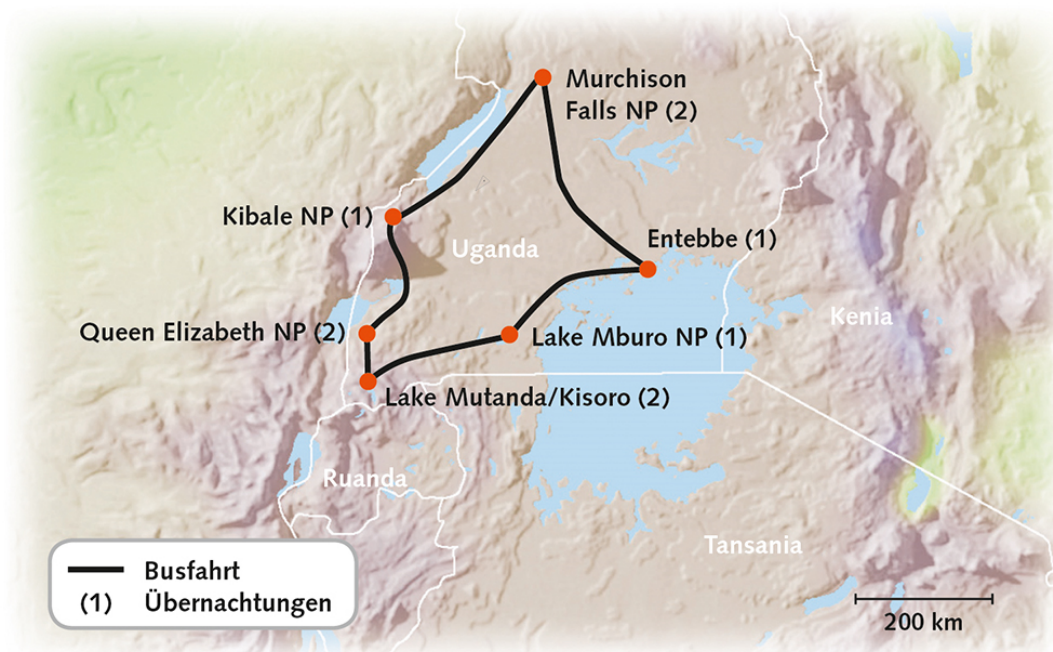 Murchison
Falls NP (2)
Kibale NP (1)
Uganda
Entebbe (1)
Kenia
Queen Elizabeth NP (2)
Lake Mburo NP (1)
Lake Mutanda/Kisoro (2)
Ruanda
Tansania
Busfahrt
(1) Übernachtungen
200 km